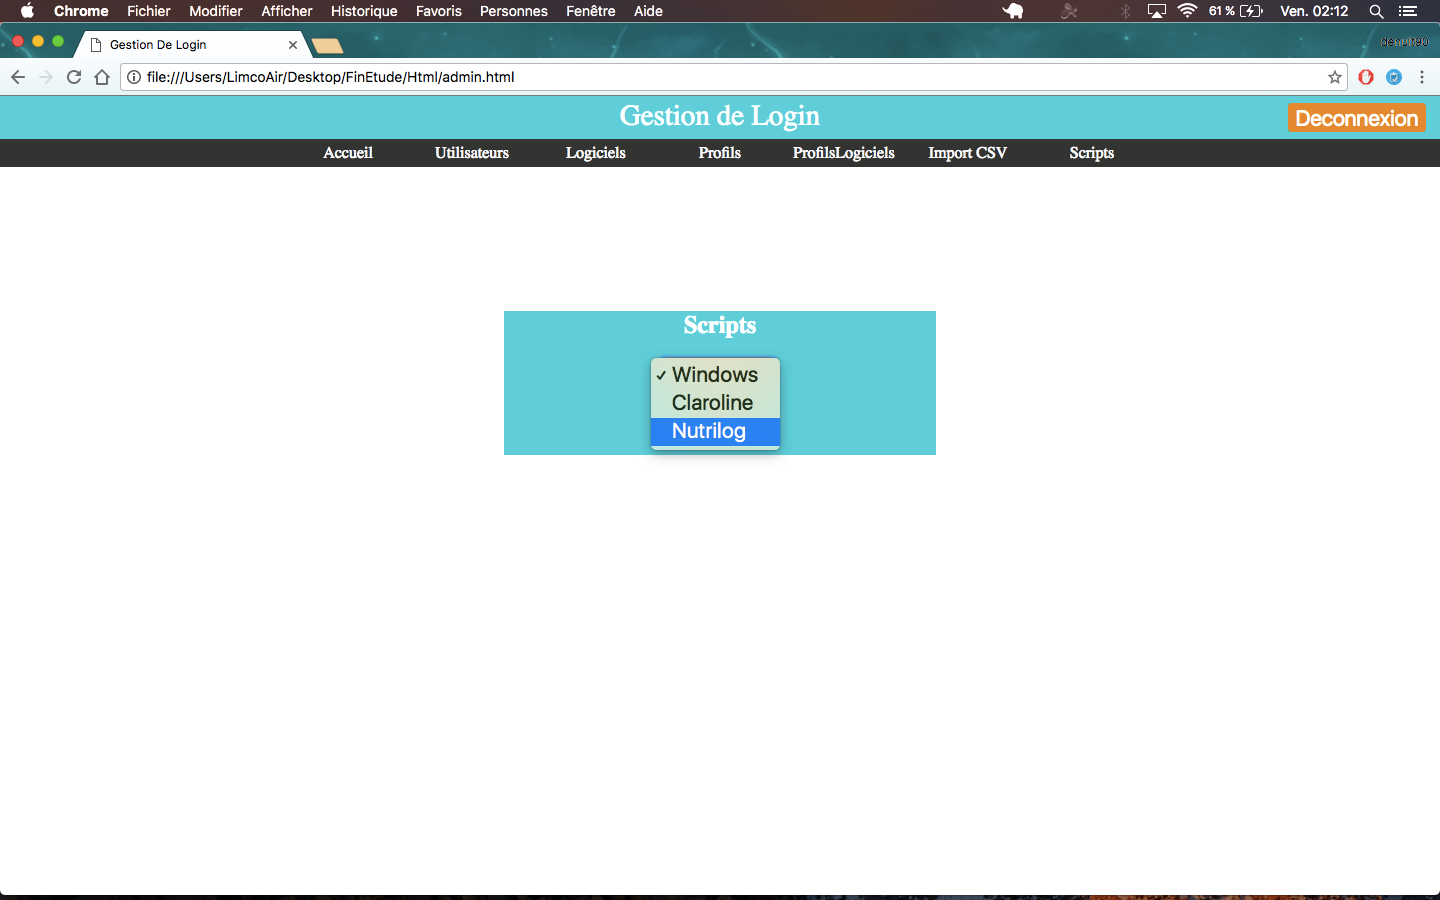 Chrome Fichier Modifier Afficher Historique Favoris Personnes Fenêtre Aide 61 % Ven. 02:12
Gestion De Login
file:///Users/LimcoAir/Desktop/FinEtude/Html/admin.html
Gestion de Login
Deconnexion
Accueil Utilisateurs Logiciels Profils ProfilsLogiciels Import CSV Scripts
Scripts
✓ Windows
Claroline
Nutrilog